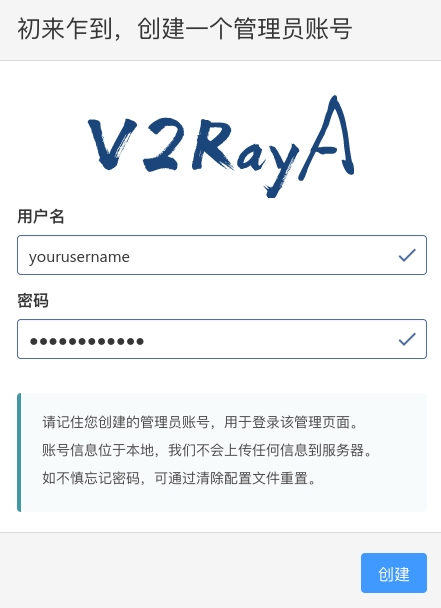 初来乍到，创建一个管理员账号
V2RayA
用户名
yourusername
密码
●●●●●●●●●●●●
请记住您创建的管理员账号，用于登录该管理页面。
账号信息位于本地，我们不会上传任何信息到服务器。
如不慎忘记密码，可通过清除配置文件重置。
创建